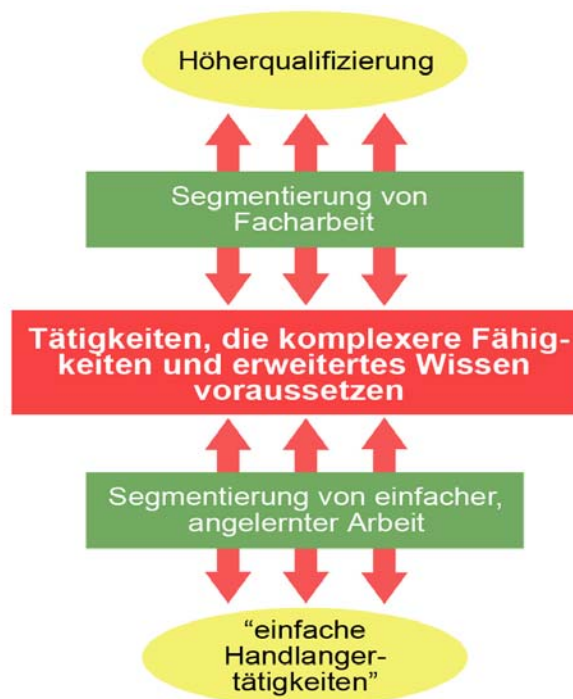 Höherqualifizierung
Segmentierung von
Facharbeit
Tätigkeiten, die komplexere Fähig-
keiten und erweitertes Wissen
voraussetzen
Segmentierung von einfacher,
angelernter Arbeit
“einfache
Handlanger-
tätigkeiten”